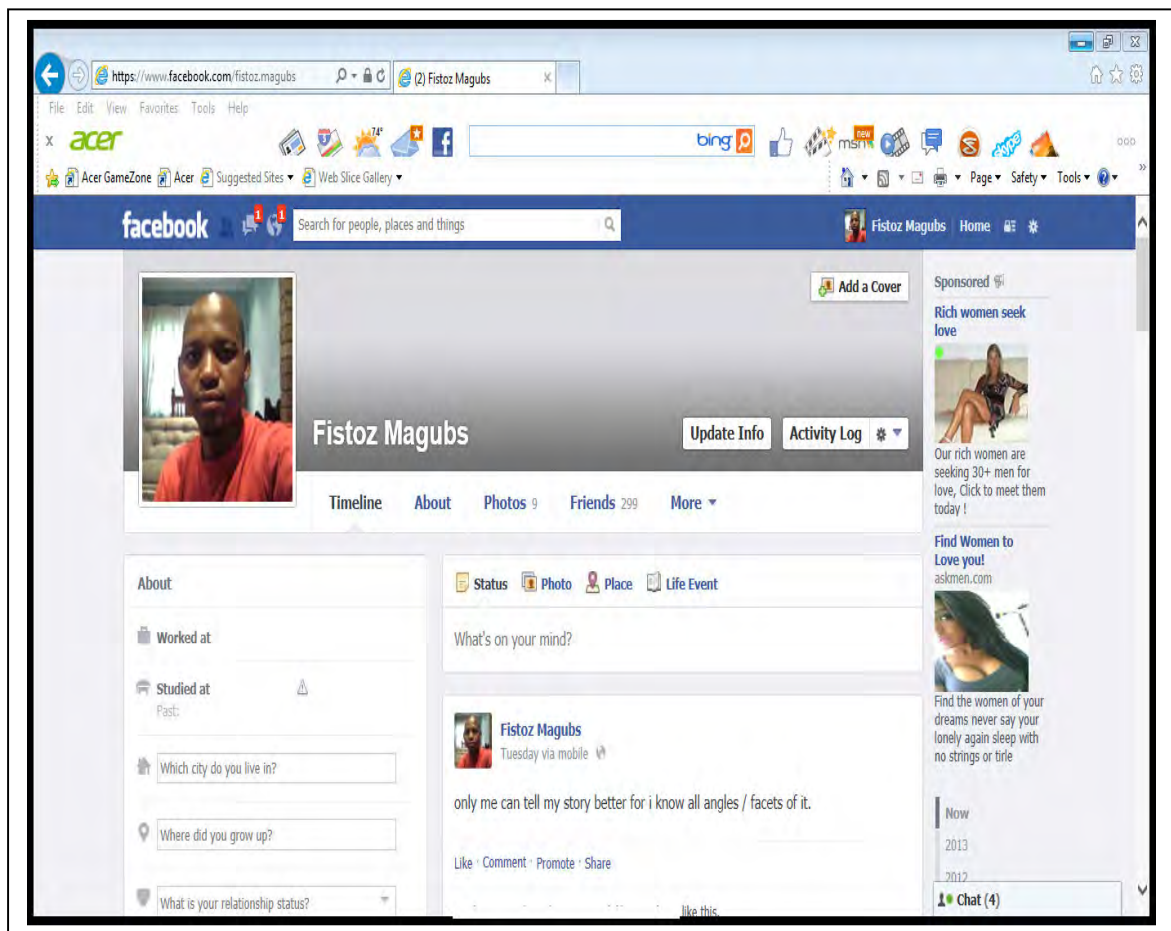 https://www.facebook.com/fistoz.magubs
(2) Fistoz Magubs
File Edit View Favorites Tools Help
x acer
74°
bing
new
msn
Acer GameZone Acer Suggested Sites Web Slice Gallery
Page Safety Tools
facebook
1
1
Search for people, places and things
Fistoz Magubs Home
Add a Cover
Fistoz Magubs
Update Info
Activity Log
Timeline About Photos 9 Friends 299 More
About
Worked at
Studied at
Past:
Which city do you live in?
Where did you grow up?
What is your relationship status?
Status Photo Place Life Event
What's on your mind?
Fistoz Magubs
Tuesday via mobile
only me can tell my story better for i know all angles / facets of it.
Like · Comment · Promote · Share
like this.
Sponsored
Rich women seek
love
Our rich women are
seeking 30+ men for
love, Click to meet them
today !
Find Women to
Love you!
askmen.com
Find the women of your
dreams never say your
lonely again sleep with
no strings or tirle
Now
2013
2012
Chat (4)